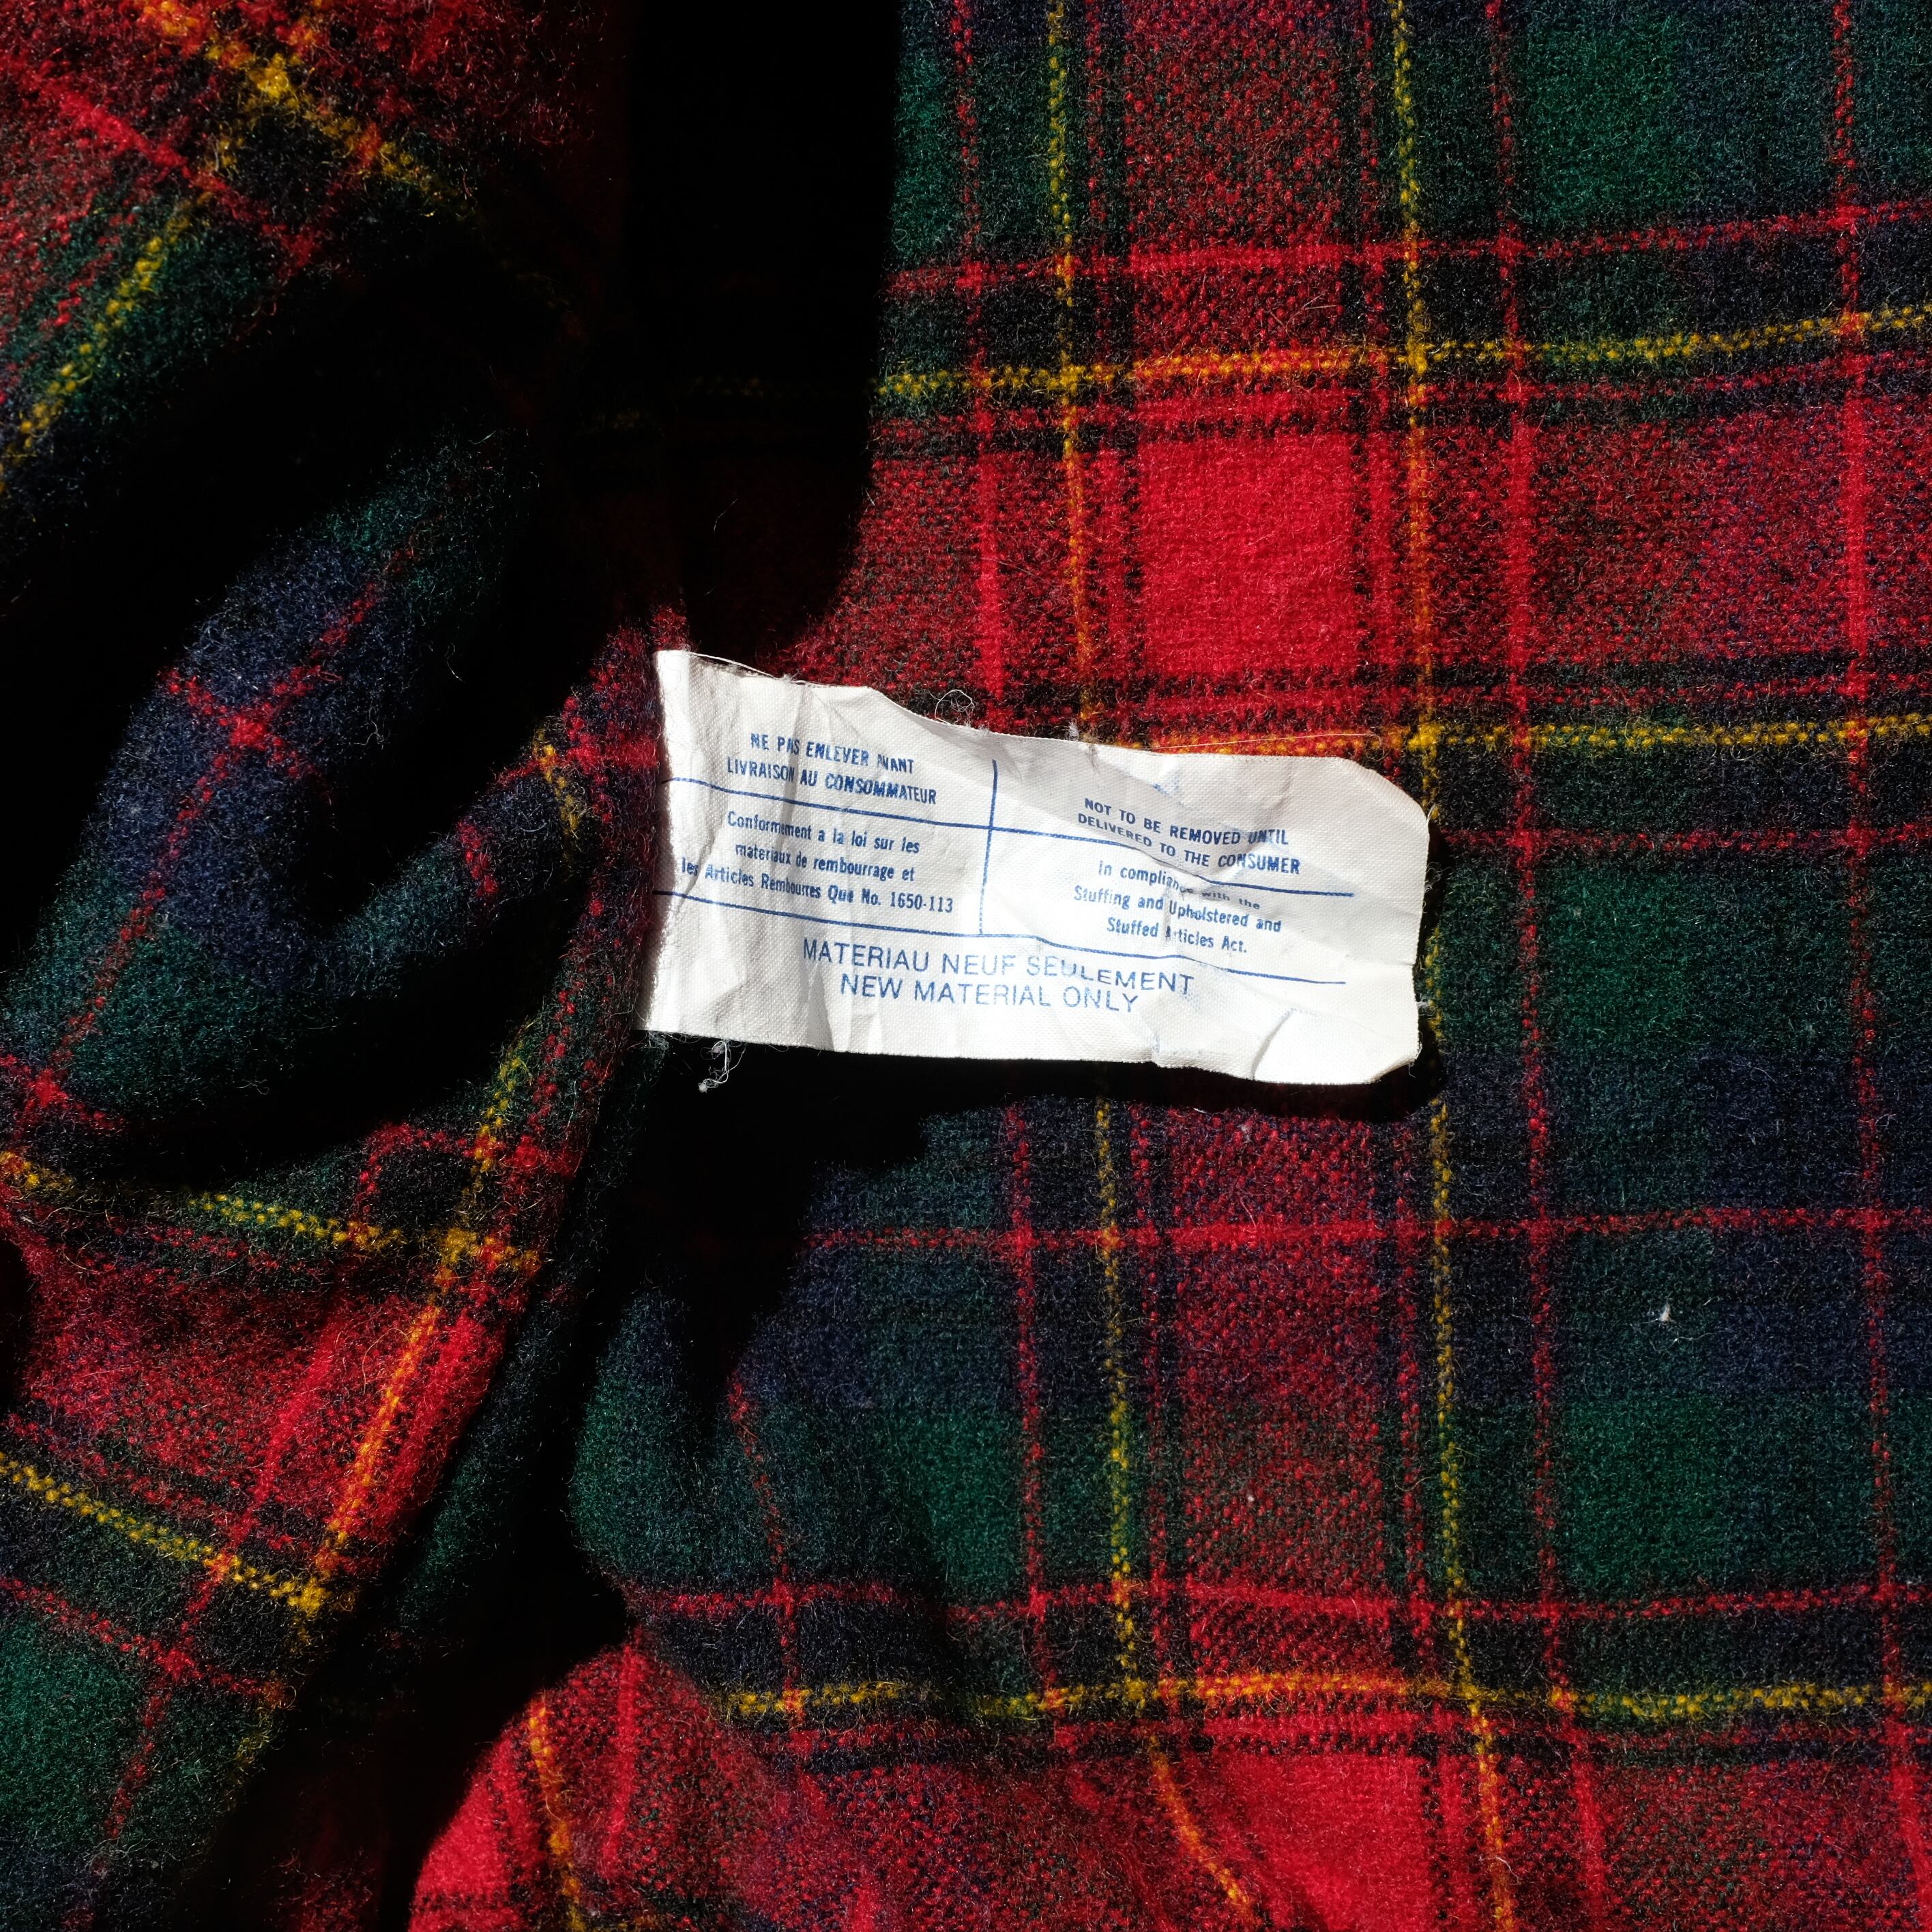 NE PAS ENLEVER AVANT
LIVRAISON AU CONSOMMATEUR
Conformement a la loi sur les
materiaux de rembourrage et
les Articles Rembourres Que No. 1650-113
NOT TO BE REMOVED UNTIL
DELIVERED TO THE CONSUMER
In compliance with the
Stuffing and Upholstered and
Stuffed Articles Act.
MATERIAU NEUF SEULEMENT
NEW MATERIAL ONLY